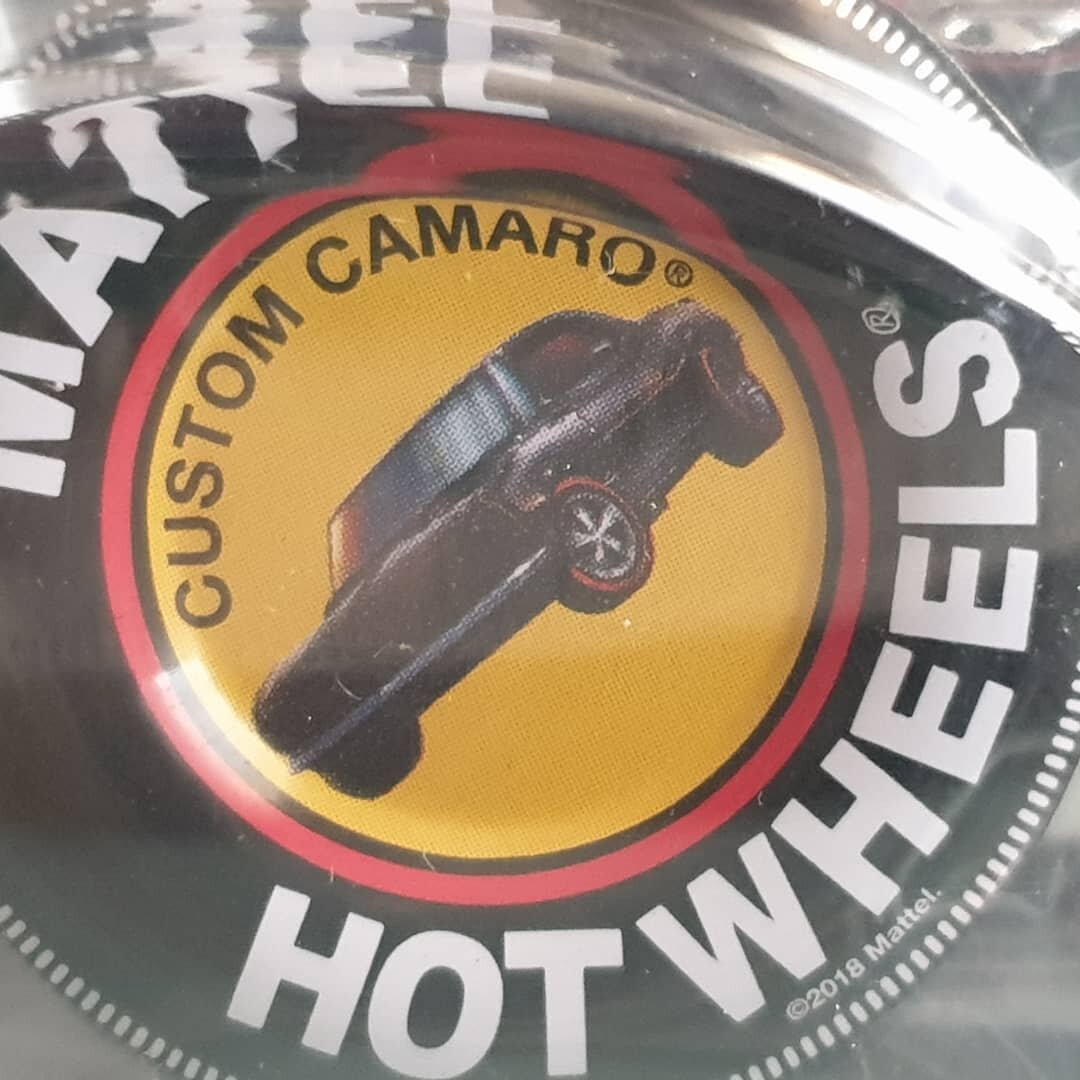 MATTEL
CUSTOM CAMARO®
HOT WHEELS®
©2018 Mattel.